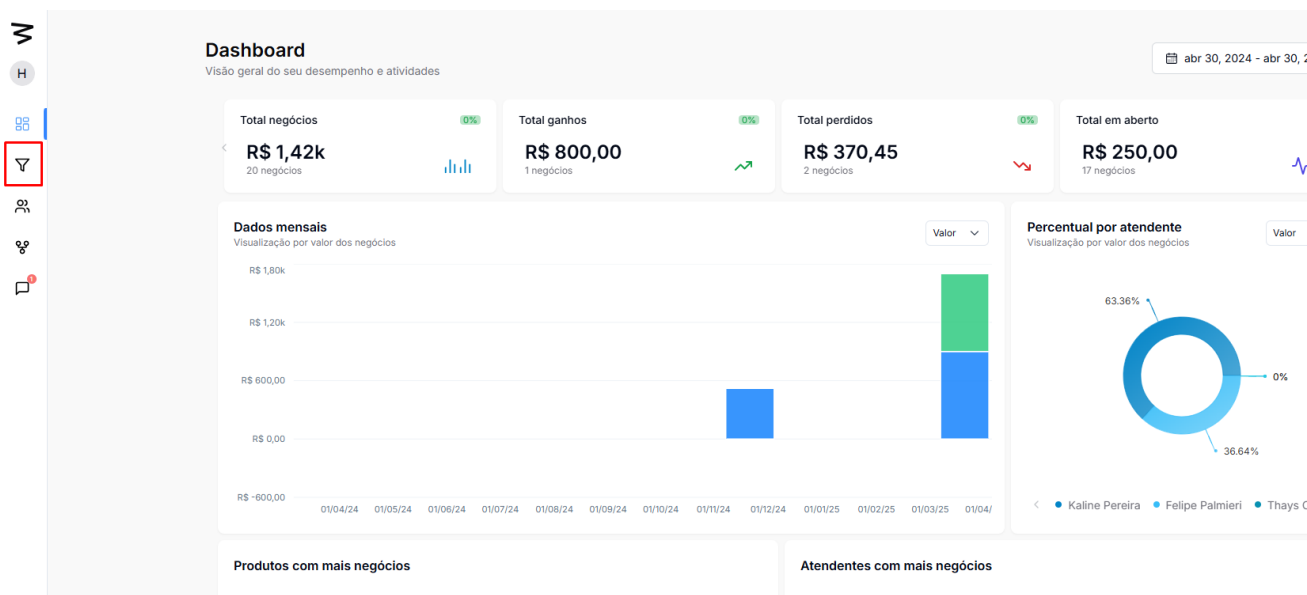 H
Dashboard
Visão geral do seu desempenho e atividades
abr 30, 2024 - abr 30, 2
Total negócios 0%
R$ 1,42k
20 negócios
Total ganhos 0%
R$ 800,00
1 negócios
Total perdidos 0%
R$ 370,45
2 negócios
Total em aberto
R$ 250,00
17 negócios
1
Dados mensais
Visualização por valor dos negócios
Valor
R$ 1,80k
R$ 1,20k
R$ 600,00
R$ 0,00
R$ -600,00
01/04/24 01/05/24 01/06/24 01/07/24 01/08/24 01/09/24 01/10/24 01/11/24 01/12/24 01/01/25 01/02/25 01/03/25 01/04/
Percentual por atendente
Visualização por valor dos negócios
Valor
63.36%
0%
36.64%
Kaline Pereira Felipe Palmieri Thays
Produtos com mais negócios
Atendentes com mais negócios